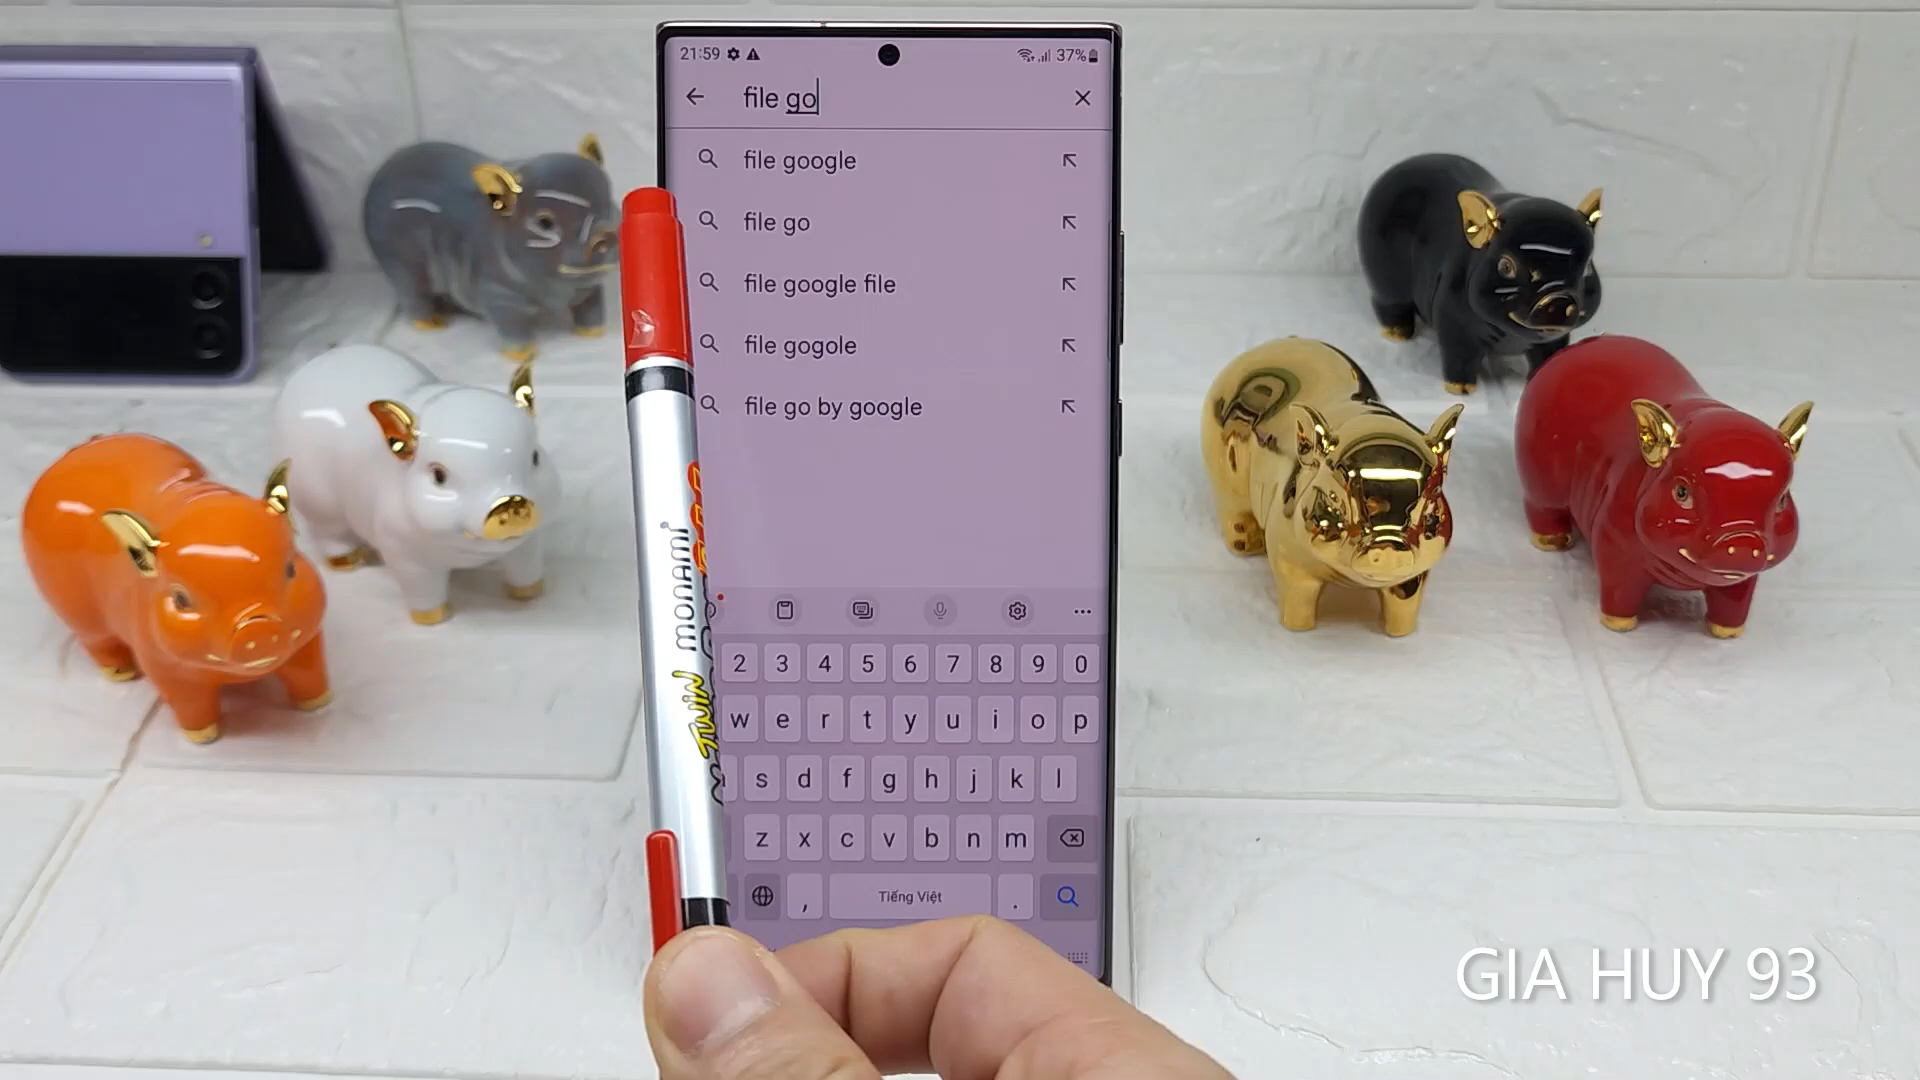 21:59
37%
file go
file google
file go
file google file
file gogole
file go by google
2 3 4 5 6 7 8 9 0
w e r t y u i o p
s d f g h j k l
z x c v b n m
, Tiếng Việt .
monami
TWIN
GIA HUY 93